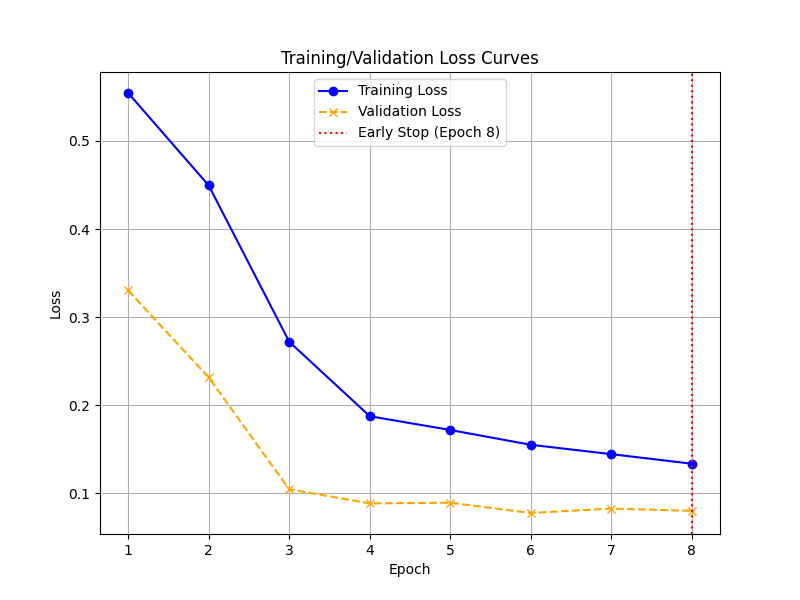 Training/Validation Loss Curves
Training Loss
Validation Loss
Early Stop (Epoch 8)
Loss
0.5
0.4
0.3
0.2
0.1
1 2 3 4 5 6 7 8
Epoch